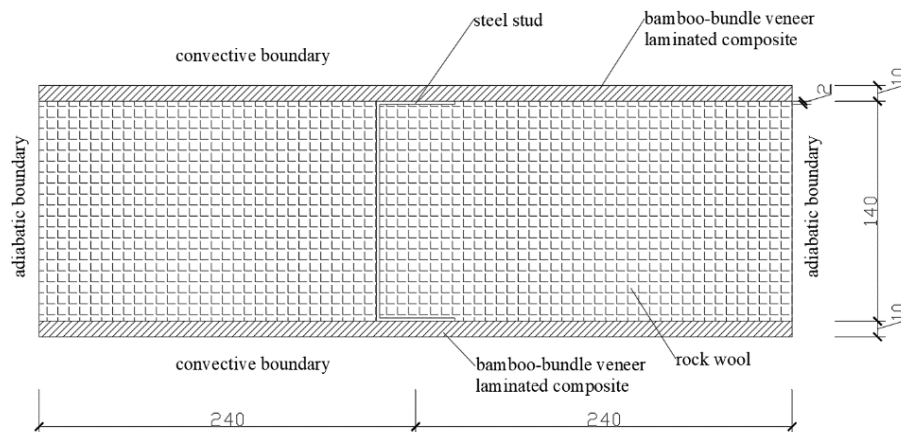 steel stud
bamboo-bundle veneer
laminated composite
convective boundary
10
2
adiabatic boundary
adiabatic boundary
140
10
convective boundary
bamboo-bundle veneer
laminated composite
rock wool
240
240